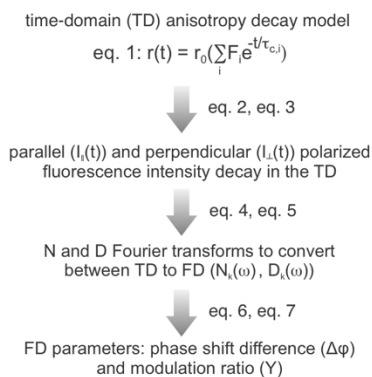 time-domain (TD) anisotropy decay model
eq. 1: r(t) = r₀(∑Fᵢe^-t/τc,i)
i
eq. 2, eq. 3
parallel (I∥(t)) and perpendicular (I⊥(t)) polarized
fluorescence intensity decay in the TD
eq. 4, eq. 5
N and D Fourier transforms to convert
between TD to FD (Nₖ(ω), Dₖ(ω))
eq. 6, eq. 7
FD parameters: phase shift difference (Δφ)
and modulation ratio (Y)